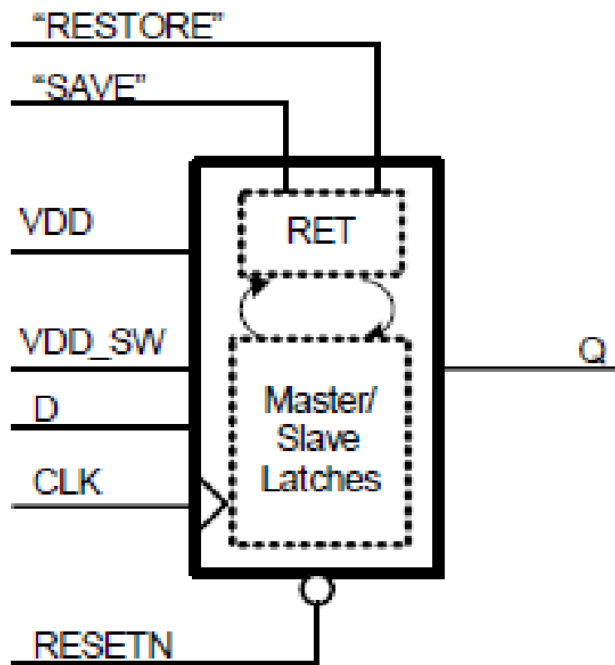 “RESTORE”
“SAVE”
VDD
RET
VDD_SW
Q
D
Master/
Slave
Latches
CLK
RESETN